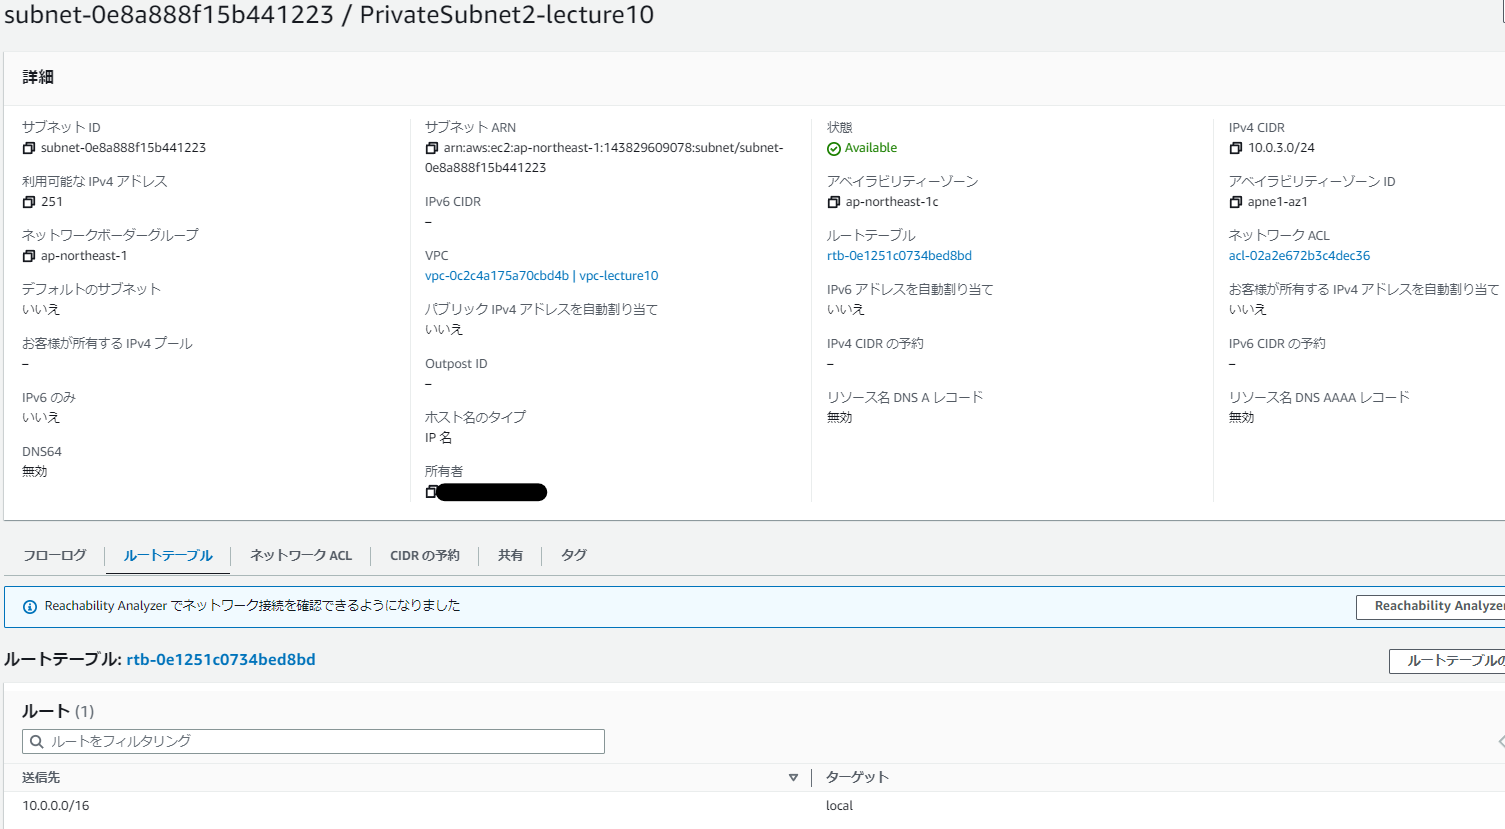 subnet-0e8a888f15b441223 / PrivateSubnet2-lecture10
詳細
サブネット ID
subnet-0e8a888f15b441223
利用可能な IPv4 アドレス
251
ネットワークボーダーグループ
ap-northeast-1
デフォルトのサブネット
いいえ
お客様が所有する IPv4 プール
–
IPv6 のみ
いいえ
DNS64
無効
サブネット ARN
arn:aws:ec2:ap-northeast-1:143829609078:subnet/subnet-
0e8a888f15b441223
IPv6 CIDR
–
VPC
vpc-0c2c4a175a70cbd4b | vpc-lecture10
パブリック IPv4 アドレスを自動割り当て
いいえ
Outpost ID
–
ホスト名のタイプ
IP 名
所有者
状態
Available
アベイラビリティーゾーン
ap-northeast-1c
ルートテーブル
rtb-0e1251c0734bed8bd
IPv6 アドレスを自動割り当て
いいえ
IPv4 CIDR の予約
–
リソース名 DNS A レコード
無効
IPv4 CIDR
10.0.3.0/24
アベイラビリティーゾーン ID
apne1-az1
ネットワーク ACL
acl-02a2e672b3c4dec36
お客様が所有する IPv4 アドレスを自動割り当て
いいえ
IPv6 CIDR の予約
–
リソース名 DNS AAAA レコード
無効
フローログ
ルートテーブル
ネットワーク ACL
CIDR の予約
共有
タグ
Reachability Analyzer でネットワーク接続を確認できるようになりました
Reachability Analyzer
ルートテーブル: rtb-0e1251c0734bed8bd
ルートテーブルの
ルート (1)
ルートをフィルタリング
送信先
ターゲット
10.0.0.0/16
local